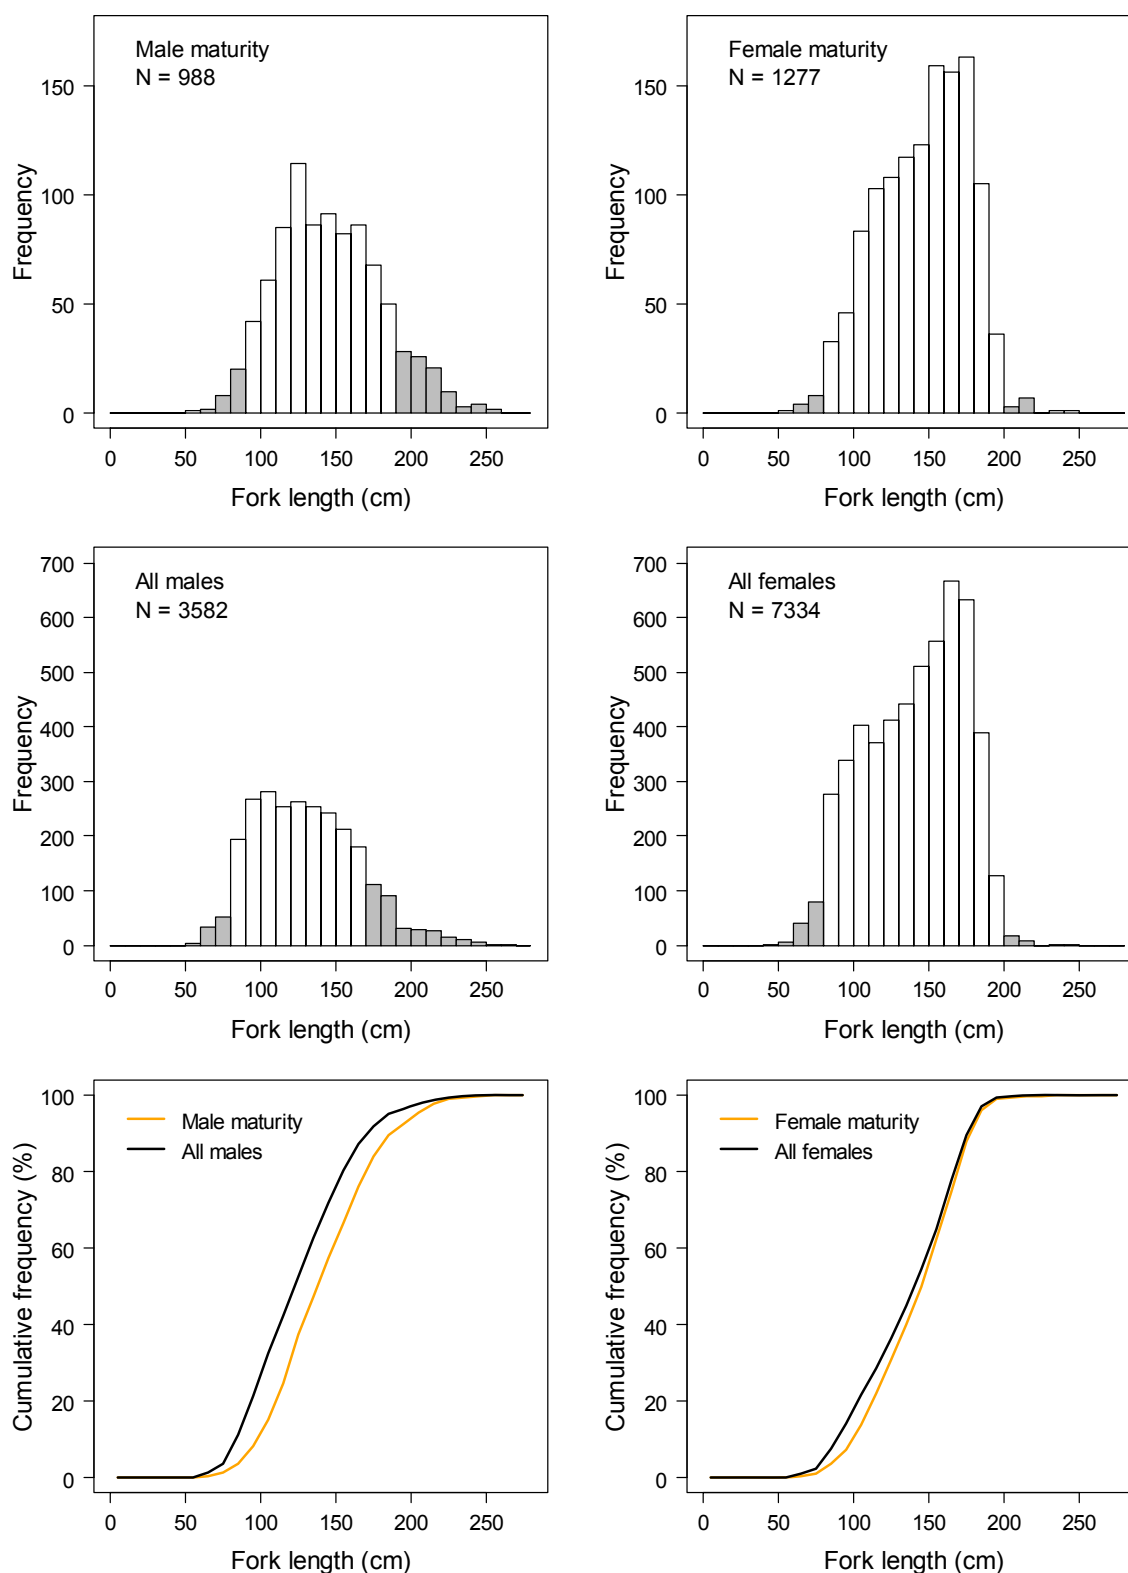 Male maturity
N = 988
150
100
50
0
Frequency
0 50 100 150 200 250
Fork length (cm)
Female maturity
N = 1277
150
100
50
0
Frequency
0 50 100 150 200 250
Fork length (cm)
All males
N = 3582
700
600
500
400
300
200
100
0
Frequency
0 50 100 150 200 250
Fork length (cm)
All females
N = 7334
700
600
500
400
300
200
100
0
Frequency
0 50 100 150 200 250
Fork length (cm)
Male maturity
All males
100
80
60
40
20
0
Cumulative frequency (%)
0 50 100 150 200 250
Fork length (cm)
Female maturity
All females
100
80
60
40
20
0
Cumulative frequency (%)
0 50 100 150 200 250
Fork length (cm)